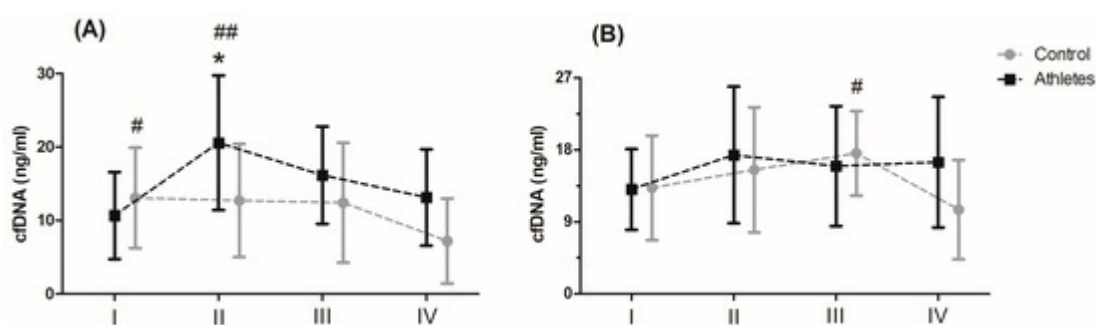 (A)
##
*
#
30
20
10
0
cfDNA (ng/ml)
I II III IV
(B)
#
27
18
9
0
cfDNA (ng/ml)
I II III IV
Control
Athletes